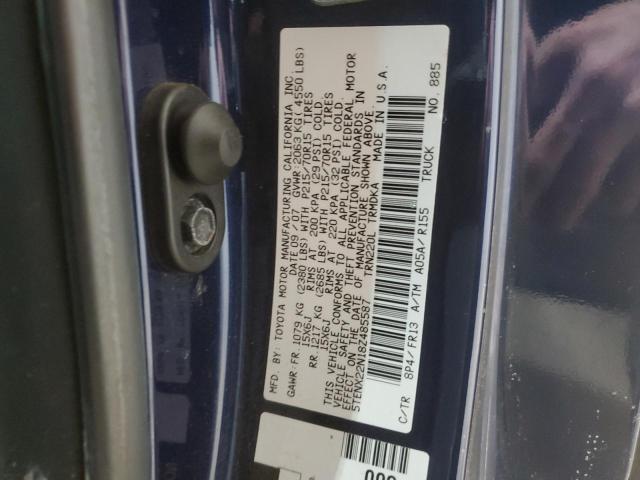 MFD. BY: TOYOTA MOTOR MANUFACTURING CALIFORNIA INC.
DATE 09 / 07 GVWR 2063 KG( 4550 LBS)
GAWR:FR. 1079 KG (2380 LBS) WITH P215/70R15 TIRES
15X6J RIMS AT 200 KPA (29 PSI) COLD.
RR. 1217 KG (2685 LBS) WITH P215/70R15 TIRES
15X6J RIMS AT 220 KPA (32 PSI) COLD.
THIS VEHICLE CONFORMS TO ALL APPLICABLE FEDERAL MOTOR
VEHICLE SAFETY AND THEFT PREVENTION STANDARDS IN
EFFECT ON THE DATE OF MANUFACTURE SHOWN ABOVE.
5TENX22N18Z485587 TRN220L TRMDKA MADE IN U.S.A.
C/TR 8P4/FR13 A/TM A05A/R155 TRUCK NO. 885